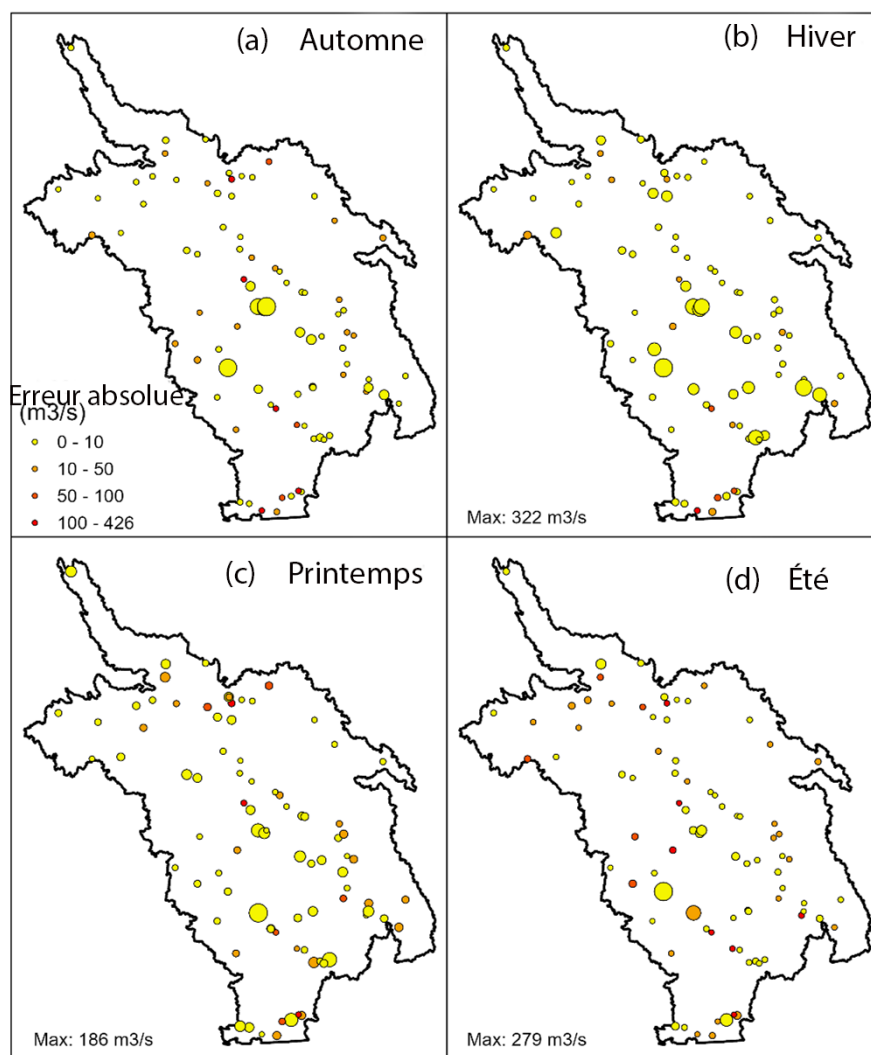 (a) Automne
(b) Hiver
Erreur absolue
(m3/s)
0 - 10
10 - 50
50 - 100
100 - 426
Max: 322 m3/s
(c) Printemps
(d) Été
Max: 186 m3/s
Max: 279 m3/s